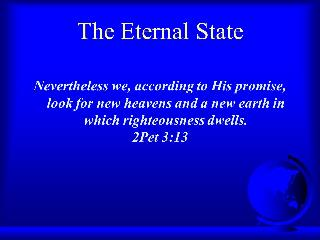 The Eternal State
Nevertheless we, according to His promise,
look for new heavens and a new earth in
which righteousness dwells.
2Pet 3:13